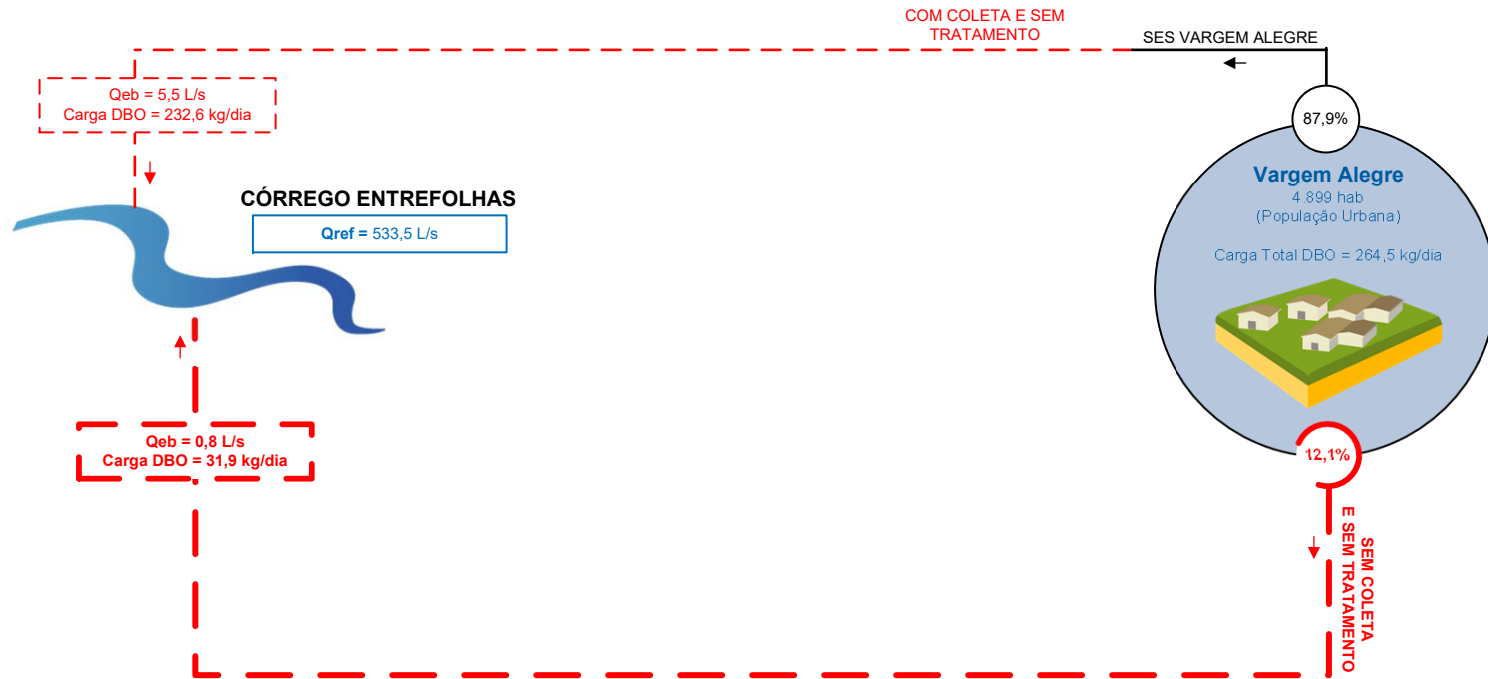 COM COLETA E SEM
TRATAMENTO
SES VARGEM ALEGRE
Qeb = 5,5 L/s
Carga DBO = 232,6 kg/dia
87,9%
CÓRREGO ENTREFOLHAS
Qref = 533,5 L/s
Vargem Alegre
4.899 hab
(População Urbana)
Carga Total DBO = 264,5 kg/dia
Qeb = 0,8 L/s
Carga DBO = 31,9 kg/dia
12,1%
SEM COLETA
E SEM TRATAMENTO